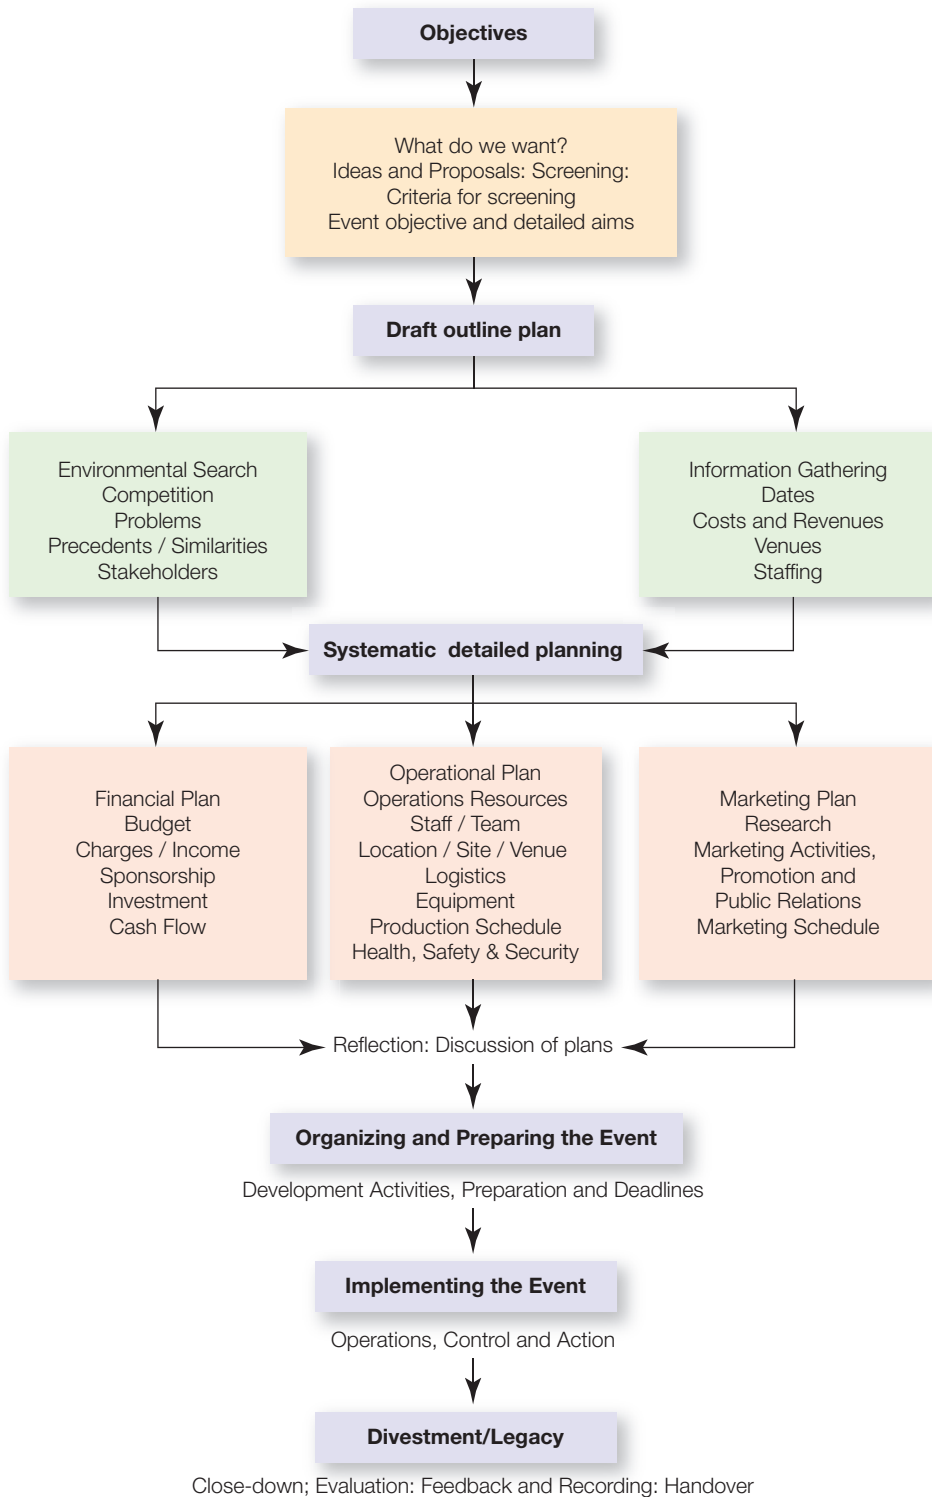 Objectives
What do we want?
Ideas and Proposals: Screening:
Criteria for screening
Event objective and detailed aims
Draft outline plan
Environmental Search
Competition
Problems
Precedents / Similarities
Stakeholders
Information Gathering
Dates
Costs and Revenues
Venues
Staffing
Systematic detailed planning
Financial Plan
Budget
Charges / Income
Sponsorship
Investment
Cash Flow
Operational Plan
Operations Resources
Staff / Team
Location / Site / Venue
Logistics
Equipment
Production Schedule
Health, Safety & Security
Marketing Plan
Research
Marketing Activities,
Promotion and
Public Relations
Marketing Schedule
Reflection: Discussion of plans
Organizing and Preparing the Event
Development Activities, Preparation and Deadlines
Implementing the Event
Operations, Control and Action
Divestment/Legacy
Close-down; Evaluation: Feedback and Recording: Handover